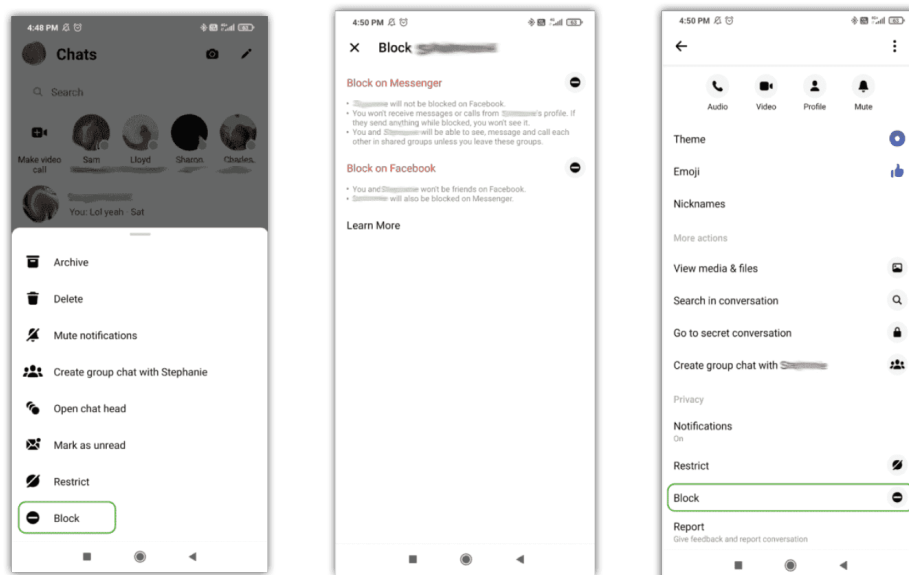 4:48 PM
Chats
Search
Make video
call
Sam
Lloyd
Sharon
Charles,
You: Lol yeah · Sat
Archive
Delete
Mute notifications
Create group chat with Stephanie
Open chat head
Mark as unread
Restrict
Block
4:50 PM
Block
Block on Messenger
• will not be blocked on Facebook.
• You won't receive messages or calls from 's profile. If
they send anything while blocked, you won't see it.
• You and will be able to see, message and call each
other in shared groups unless you leave these groups.
Block on Facebook
• You and won't be friends on Facebook.
• will also be blocked on Messenger.
Learn More
4:50 PM
Audio
Video
Profile
Mute
Theme
Emoji
Nicknames
More actions
View media & files
Search in conversation
Go to secret conversation
Create group chat with
Privacy
Notifications
On
Restrict
Block
Report
Give feedback and report conversation